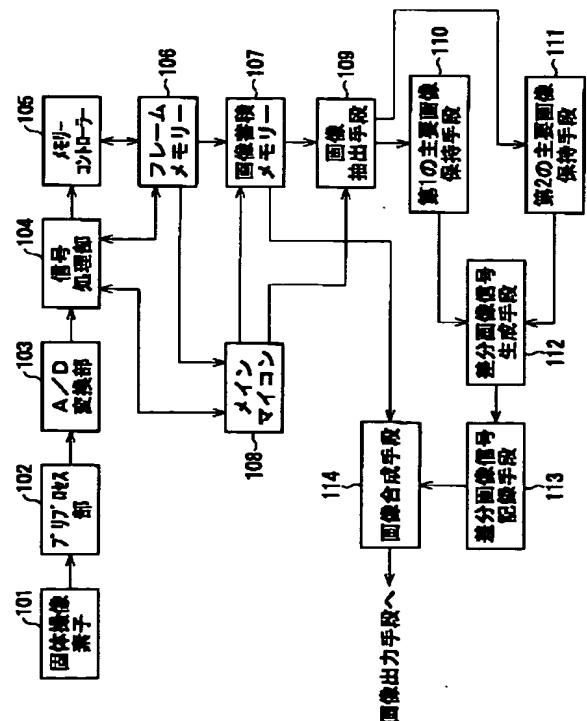 101
固体撮像
素子
102
プリプロセス
部
103
A/D
変換部
104
信号
処理部
105
メモリー
コントローラー
106
フレーム
メモリー
107
画像蓄積
メモリー
108
メイン
マイコン
109
画像
抽出手段
110
第1の主要画像
保持手段
111
第2の主要画像
保持手段
112
差分画像信号
生成手段
113
差分画像信号
記録手段
114
画像合成手段
画像出力手段へ